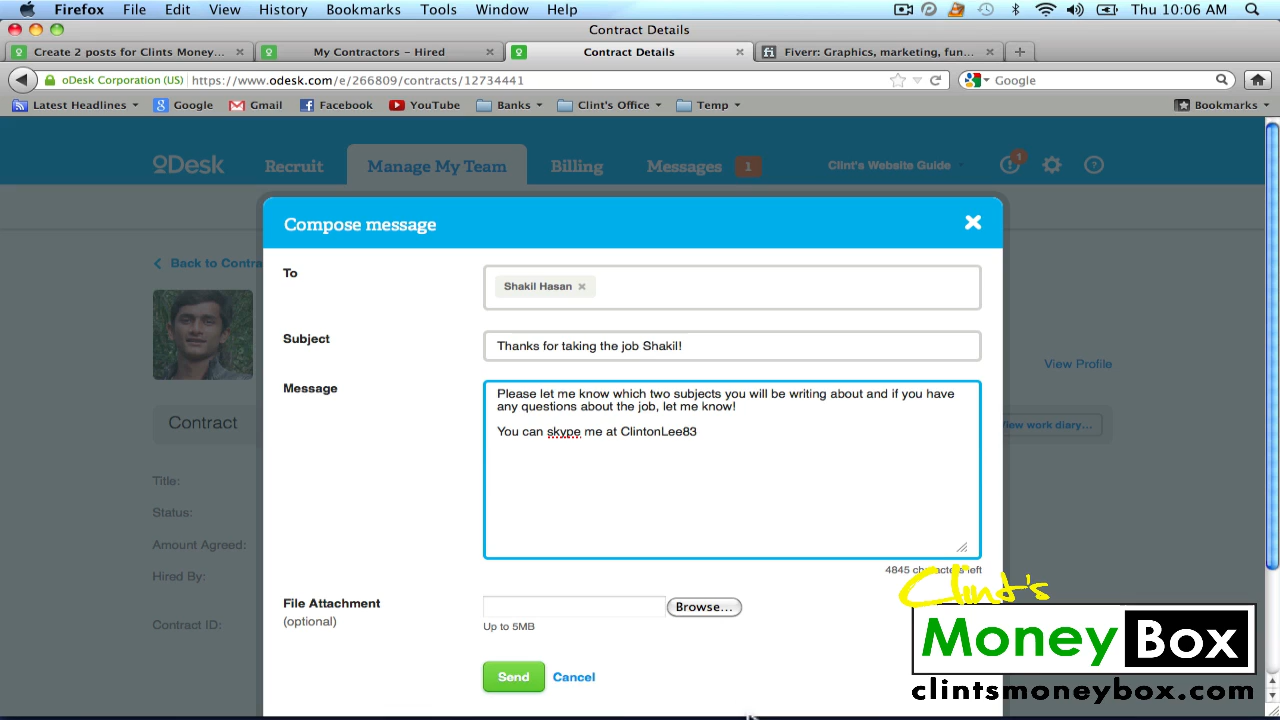 Firefox File Edit View History Bookmarks Tools Window Help Thu 10:06 AM
Contract Details
Create 2 posts for Clints Money... My Contractors - Hired Contract Details Fiverr: Graphics, marketing, fun...
oDesk Corporation (US) https://www.odesk.com/e/266809/contracts/12734441 Google
Latest Headlines Google Gmail Facebook YouTube Banks Clint's Office Temp Bookmarks
oDesk Recruit Manage My Team Billing Messages 1 Clint's Website Guide 1
Compose message
Back to Contra
To
Shakil Hasan
Subject
Thanks for taking the job Shakil!
View Profile
Message
Please let me know which two subjects you will be writing about and if you have
any questions about the job, let me know!
You can skype me at ClintonLee83
Contract
View work diary...
Title:
Status:
Amount Agreed:
Hired By:
Contract ID:
4845 characters left
File Attachment
(optional)
Browse...
Up to 5MB
Send Cancel
Clint's
Money Box
clintsmoneybox.com